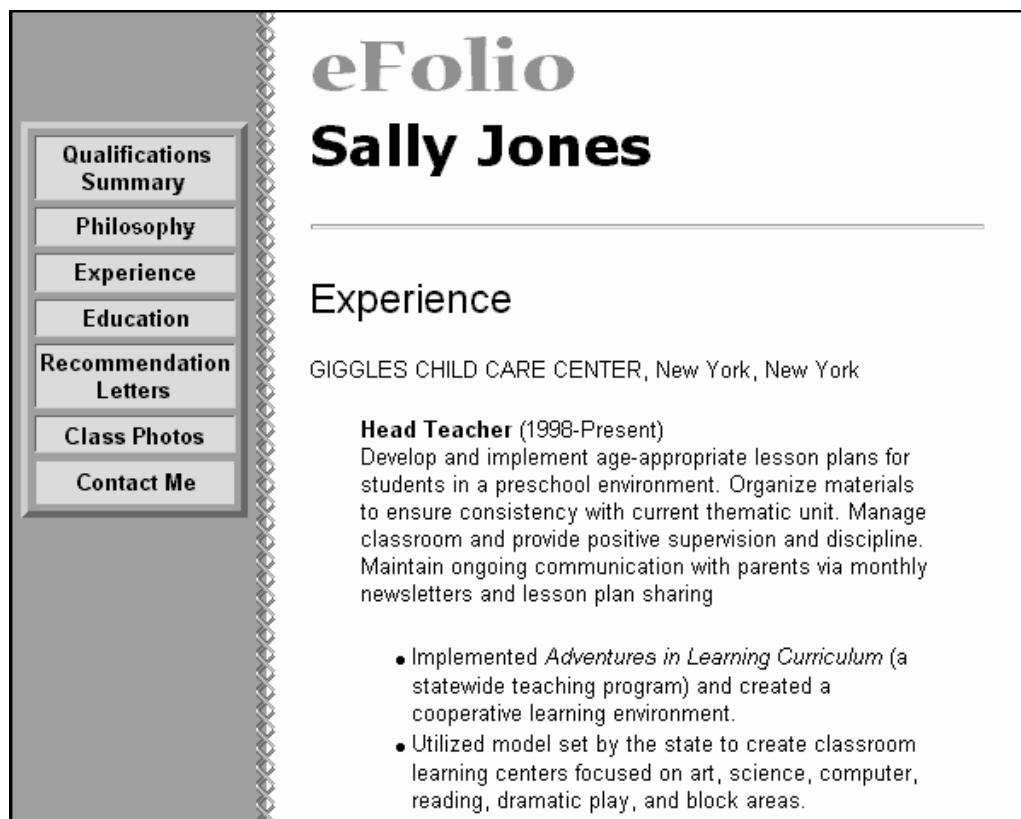 eFolio
Sally Jones
Qualifications
Summary
Philosophy
Experience
Education
Recommendation
Letters
Class Photos
Contact Me
Experience
GIGGLES CHILD CARE CENTER, New York, New York
Head Teacher (1998-Present)
Develop and implement age-appropriate lesson plans for
students in a preschool environment. Organize materials
to ensure consistency with current thematic unit. Manage
classroom and provide positive supervision and discipline.
Maintain ongoing communication with parents via monthly
newsletters and lesson plan sharing
• Implemented Adventures in Learning Curriculum (a
statewide teaching program) and created a
cooperative learning environment.
• Utilized model set by the state to create classroom
learning centers focused on art, science, computer,
reading, dramatic play, and block areas.